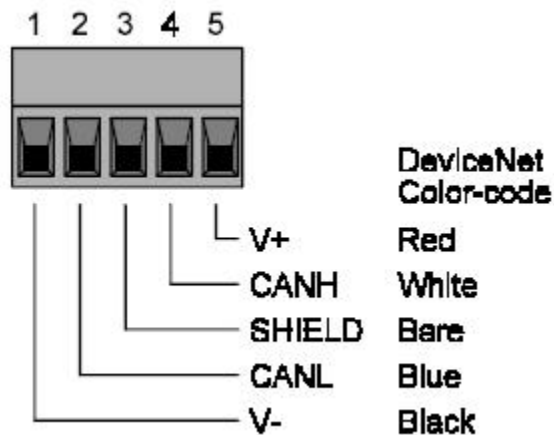 1 2 3 4 5
DeviceNet
Color-code
V+ Red
CANH White
SHIELD Bare
CANL Blue
V- Black